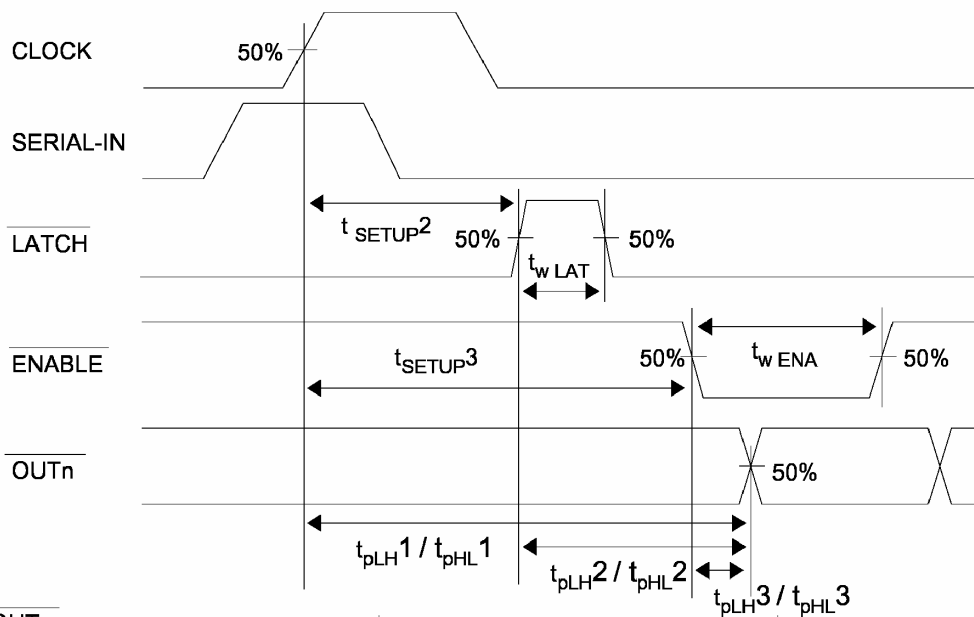 CLOCK
50%
SERIAL-IN
t SETUP2
LATCH
50%
50%
tw LAT
ENABLE
tSETUP3
50%
tw ENA
50%
OUTn
50%
tpLH1 / tpHL1
tpLH2 / tpHL2
tpLH3 / tpHL3